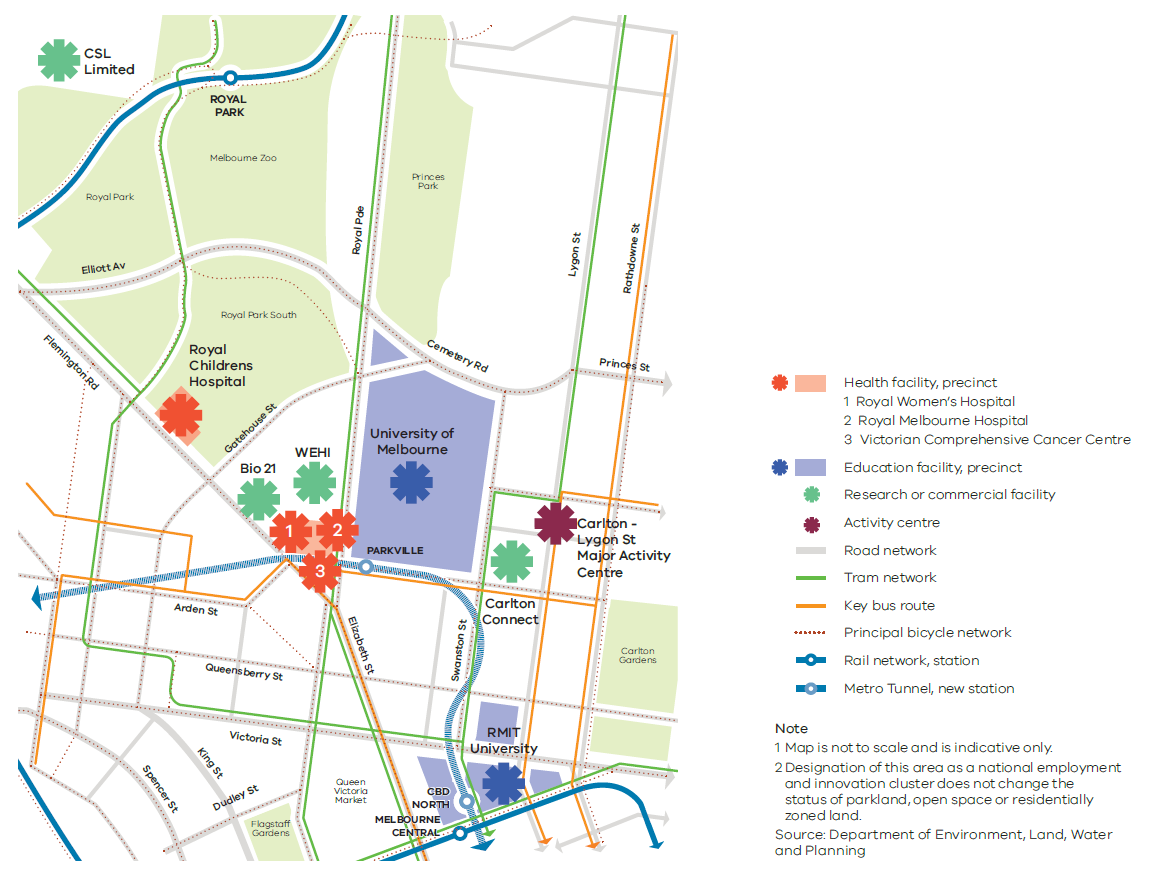 CSL
Limited
ROYAL
PARK
Melbourne Zoo
Royal Park
Princes
Park
Royal Pde
Lygon St
Rathdowne St
Elliott Av
Royal Park South
Flemington Rd
Royal
Childrens
Hospital
Cemetery Rd
Princes St
Gatehouse St
University of
Melbourne
WEHI
Bio 21
1
2
3
PARKVILLE
Carlton -
Lygon St
Major Activity
Centre
Carlton
Connect
Arden St
Elizabeth St
Swanston St
Carlton
Gardens
Queensberry St
RMIT
University
Victoria St
King St
Spencer St
Dudley St
Queen
Victoria
Market
CBD
NORTH
MELBOURNE
CENTRAL
Flagstaff
Gardens
Health facility, precinct
1 Royal Women's Hospital
2 Royal Melbourne Hospital
3 Victorian Comprehensive Cancer Centre
Education facility, precinct
Research or commercial facility
Activity centre
Road network
Tram network
Key bus route
Principal bicycle network
Rail network, station
Metro Tunnel, new station
Note
1 Map is not to scale and is indicative only.
2 Designation of this area as a national employment
and innovation cluster does not change the
status of parkland, open space or residentially
zoned land.
Source: Department of Environment, Land, Water
and Planning